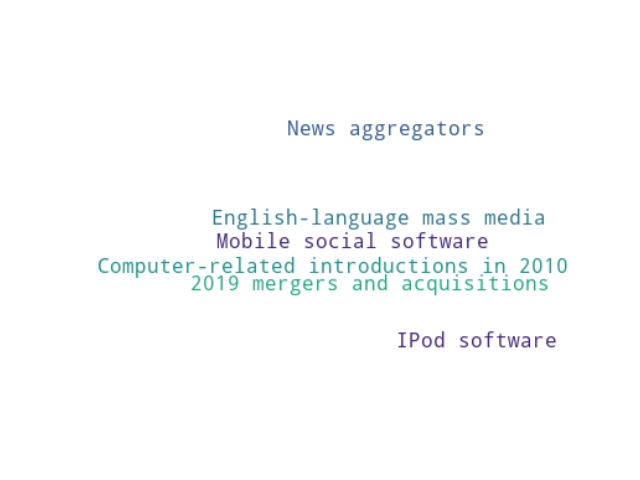 News aggregators
English-language mass media
Mobile social software
Computer-related introductions in 2010
2019 mergers and acquisitions
IPod software